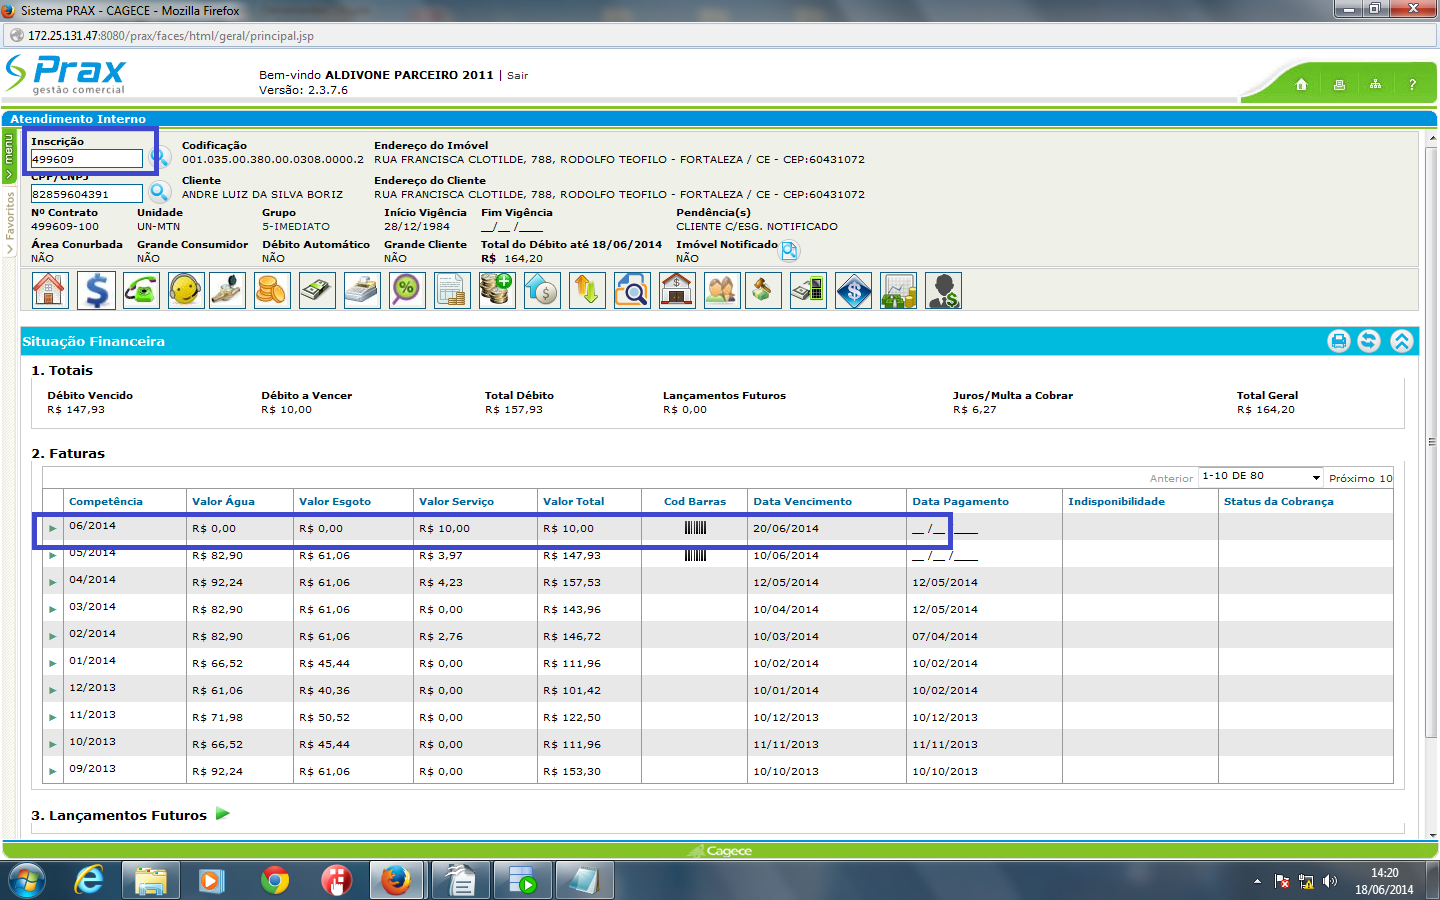 Sistema PRAX - CAGECE - Mozilla Firefox
172.25.131.47:8080/prax/faces/html/geral/principal.jsp
Prax
gestão comercial
Bem-vindo ALDIVONE PARCEIRO 2011 | Sair
Versão: 2.3.7.6
?
Atendimento Interno
menu
Favoritos
Inscrição
499609
Codificação
001.035.00.380.00.0308.0000.2
Endereço do Imóvel
RUA FRANCISCA CLOTILDE, 788, RODOLFO TEOFILO - FORTALEZA / CE - CEP:60431072
CPF/CNPJ
82859604391
Cliente
ANDRE LUIZ DA SILVA BORIZ
Endereço do Cliente
RUA FRANCISCA CLOTILDE, 788, RODOLFO TEOFILO - FORTALEZA / CE - CEP:60431072
Nº Contrato Unidade Grupo Início Vigência Fim Vigência Pendência(s)
499609-100 UN-MTN 5-IMEDIATO 28/12/1984 __/__ /____ CLIENTE C/ESG. NOTIFICADO
Área Conurbada Grande Consumidor Débito Automático Grande Cliente Total do Débito até 18/06/2014 Imóvel Notificado
NÃO NÃO NÃO NÃO R$ 164,20 NÃO
Situação Financeira
1. Totais
Débito Vencido Débito a Vencer Total Débito Lançamentos Futuros Juros/Multa a Cobrar Total Geral
R$ 147,93 R$ 10,00 R$ 157,93 R$ 0,00 R$ 6,27 R$ 164,20
2. Faturas
Anterior 1-10 DE 80 Próximo 10
Competência Valor Água Valor Esgoto Valor Serviço Valor Total Cod Barras Data Vencimento Data Pagamento Indisponibilidade Status da Cobrança
06/2014 R$ 0,00 R$ 0,00 R$ 10,00 R$ 10,00 20/06/2014 __ /__ /____
05/2014 R$ 82,90 R$ 61,06 R$ 3,97 R$ 147,93 10/06/2014 __ /__ /____
04/2014 R$ 92,24 R$ 61,06 R$ 4,23 R$ 157,53 12/05/2014 12/05/2014
03/2014 R$ 82,90 R$ 61,06 R$ 0,00 R$ 143,96 10/04/2014 12/05/2014
02/2014 R$ 82,90 R$ 61,06 R$ 2,76 R$ 146,72 10/03/2014 07/04/2014
01/2014 R$ 66,52 R$ 45,44 R$ 0,00 R$ 111,96 10/02/2014 10/02/2014
12/2013 R$ 61,06 R$ 40,36 R$ 0,00 R$ 101,42 10/01/2014 10/02/2014
11/2013 R$ 71,98 R$ 50,52 R$ 0,00 R$ 122,50 10/12/2013 10/12/2013
10/2013 R$ 66,52 R$ 45,44 R$ 0,00 R$ 111,96 11/11/2013 11/11/2013
09/2013 R$ 92,24 R$ 61,06 R$ 0,00 R$ 153,30 10/10/2013 10/10/2013
3. Lançamentos Futuros
Cagece
14:20
18/06/2014